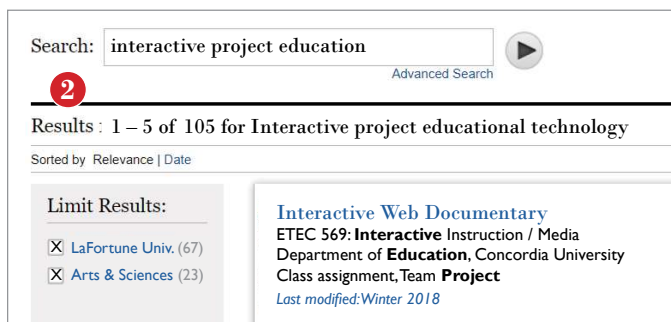 Search: interactive project education
Advanced Search
2
Results : 1 – 5 of 105 for Interactive project educational technology
Sorted by Relevance | Date
Limit Results:
X LaFortune Univ. (67)
X Arts & Sciences (23)
Interactive Web Documentary
ETEC 569: Interactive Instruction / Media
Department of Education, Concordia University
Class assignment, Team Project
Last modified: Winter 2018